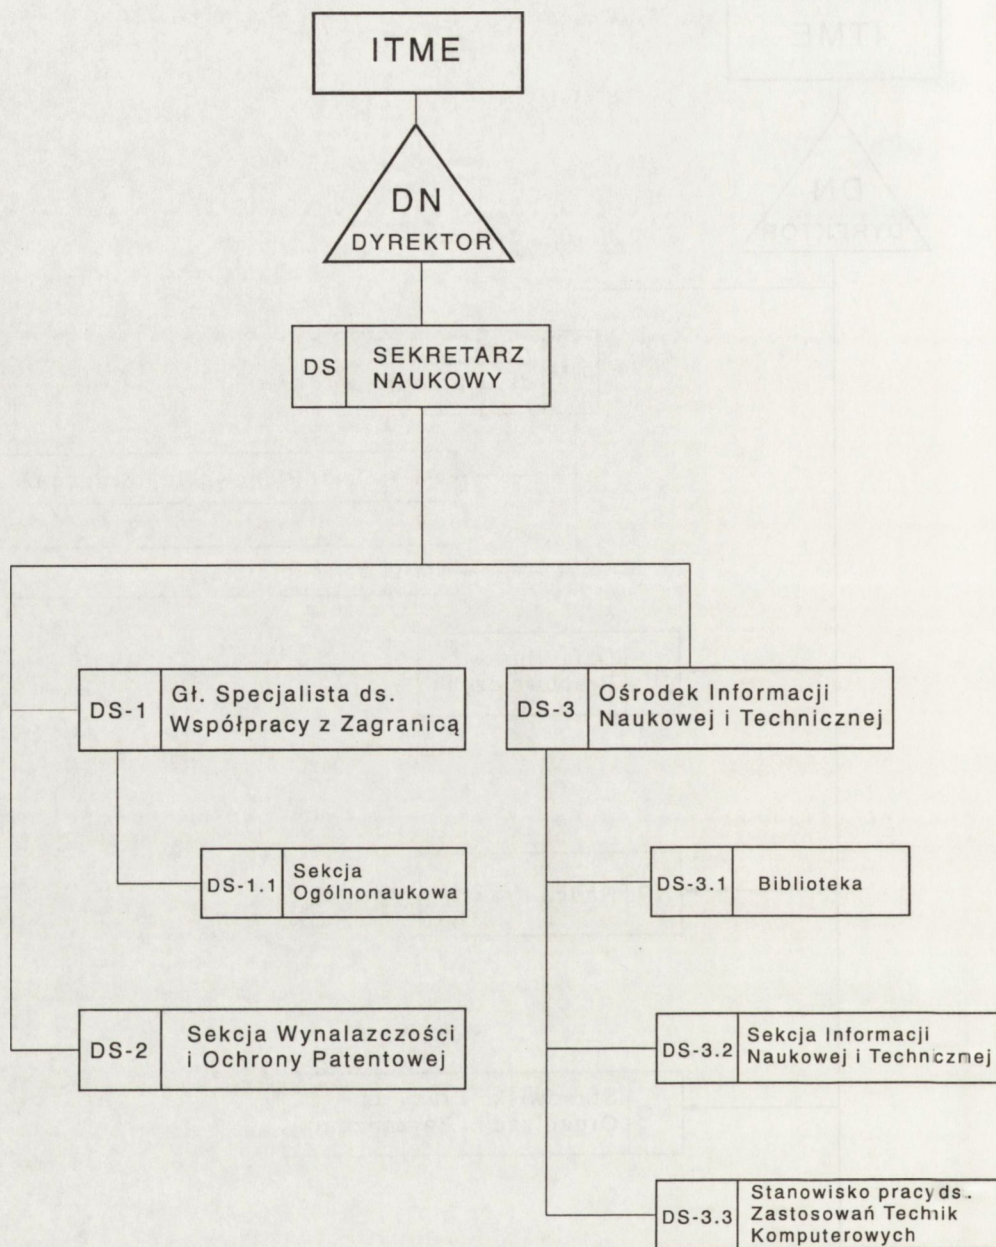 ITME
DN
DYREKTOR
DS
SEKRETARZ
NAUKOWY
DS-1
Gł. Specjalista ds.
Współpracy z Zagranicą
DS-3
Ośrodek Informacji
Naukowej i Technicznej
DS-1.1
Sekcja
Ogólnonaukowa
DS-3.1
Biblioteka
DS-2
Sekcja Wynalazczości
i Ochrony Patentowej
DS-3.2
Sekcja Informacji
Naukowej i Technicznej
DS-3.3
Stanowisko pracy ds.
Zastosowań Technik
Komputerowych